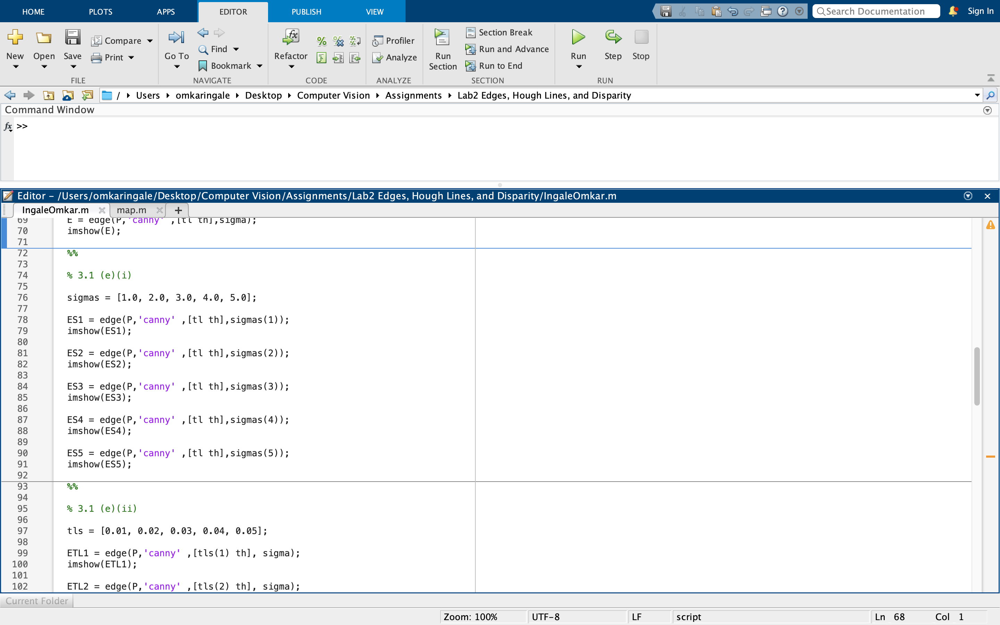 HOME PLOTS APPS EDITOR PUBLISH VIEW Search Documentation Sign In
New Open Save Compare Print
FILE
Go To Find Bookmark
NAVIGATE
Refactor
CODE
Profiler Analyze
ANALYZE
Run Section Section Break Run and Advance Run to End
SECTION
Run Step Stop
RUN
/ Users omkaringale Desktop Computer Vision Assignments Lab2 Edges, Hough Lines, and Disparity
Command Window
fx >>
Editor – /Users/omkaringale/Desktop/Computer Vision/Assignments/Lab2 Edges, Hough Lines, and Disparity/IngaleOmkar.m
IngaleOmkar.m map.m +
69 E = edge(P,'canny' ,[tl th],sigma);
70 imshow(E);
71
72 %%
73
74 % 3.1 (e)(i)
75
76 sigmas = [1.0, 2.0, 3.0, 4.0, 5.0];
77
78 ES1 = edge(P,'canny' ,[tl th],sigmas(1));
79 imshow(ES1);
80
81 ES2 = edge(P,'canny' ,[tl th],sigmas(2));
82 imshow(ES2);
83
84 ES3 = edge(P,'canny' ,[tl th],sigmas(3));
85 imshow(ES3);
86
87 ES4 = edge(P,'canny' ,[tl th],sigmas(4));
88 imshow(ES4);
89
90 ES5 = edge(P,'canny' ,[tl th],sigmas(5));
91 imshow(ES5);
92
93 %%
94
95 % 3.1 (e)(ii)
96
97 tls = [0.01, 0.02, 0.03, 0.04, 0.05];
98
99 ETL1 = edge(P,'canny' ,[tls(1) th], sigma);
100 imshow(ETL1);
101
102 ETL2 = edge(P,'canny' ,[tls(2) th], sigma);
Current Folder
Zoom: 100% UTF-8 LF script Ln 68 Col 1